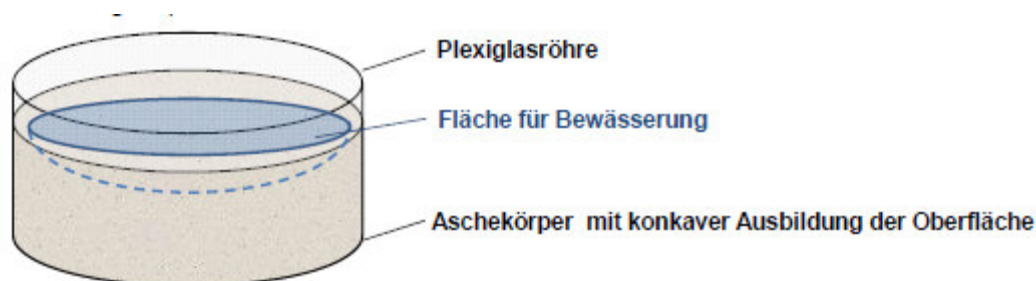 Plexiglasröhre
Fläche für Bewässerung
Aschekörper mit konkaver Ausbildung der Oberfläche